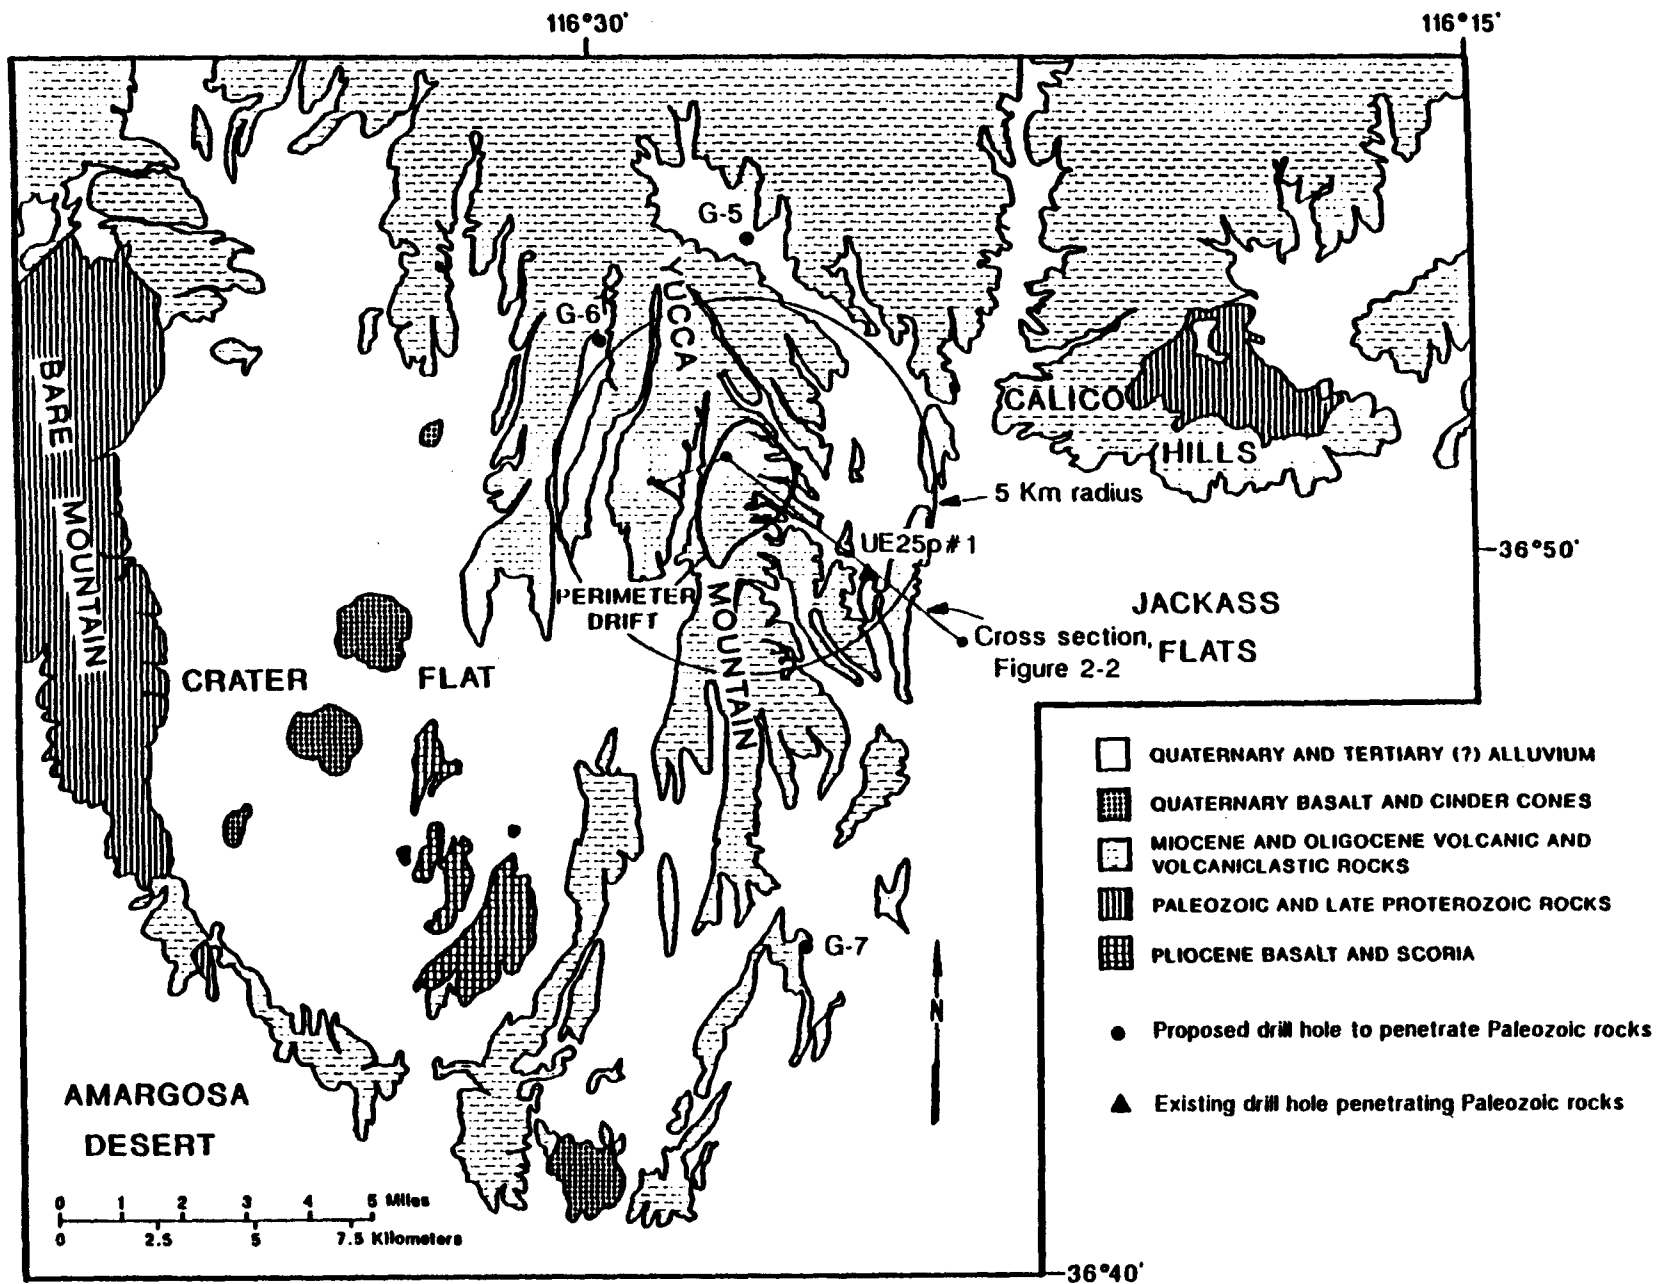 116°30'
116°15'
G-5
G-6
YUCCA
BARE MOUNTAIN
CALICO
HILLS
5 Km radius
UE25p#1
36°50'
PERIMETER
DRIFT
MOUNTAIN
JACKASS
FLATS
Cross section,
Figure 2-2
CRATER FLAT
QUATERNARY AND TERTIARY (?) ALLUVIUM
QUATERNARY BASALT AND CINDER CONES
MIOCENE AND OLIGOCENE VOLCANIC AND
VOLCANICLASTIC ROCKS
PALEOZOIC AND LATE PROTEROZOIC ROCKS
PLIOCENE BASALT AND SCORIA
G-7
N
Proposed drill hole to penetrate Paleozoic rocks
Existing drill hole penetrating Paleozoic rocks
AMARGOSA
DESERT
0 1 2 3 4 5 Miles
0 2.5 5 7.5 Kilometers
36°40'